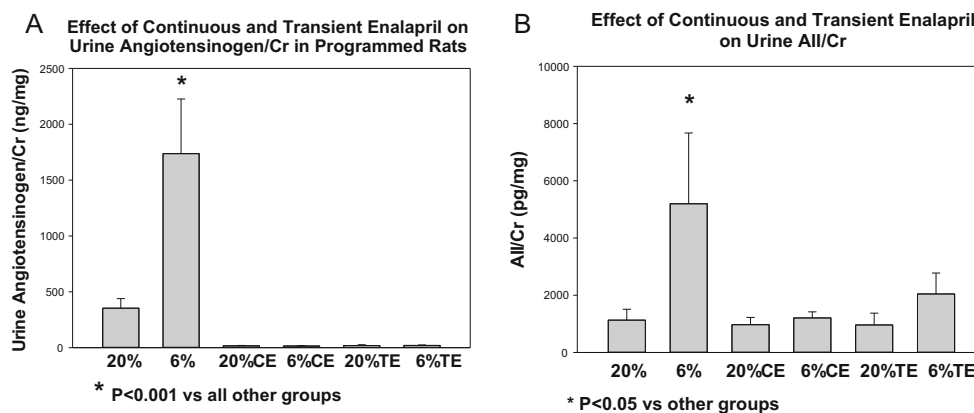 A
Effect of Continuous and Transient Enalapril on
Urine Angiotensinogen/Cr in Programmed Rats
Urine Angiotensinogen/Cr (ng/mg)
2500
2000
1500
1000
500
0
*
20% 6% 20%CE 6%CE 20%TE 6%TE
* P<0.001 vs all other groups
B
Effect of Continuous and Transient Enalapril
on Urine AII/Cr
AII/Cr (pg/mg)
10000
8000
6000
4000
2000
0
*
20% 6% 20%CE 6%CE 20%TE 6%TE
* P<0.05 vs other groups